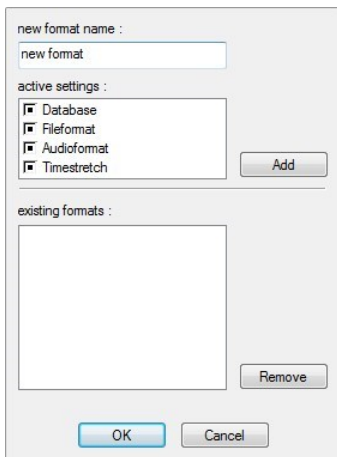 new format name :
new format
active settings :
Database
Fileformat
Audioformat
Timestretch
Add
existing formats :
Remove
OK Cancel